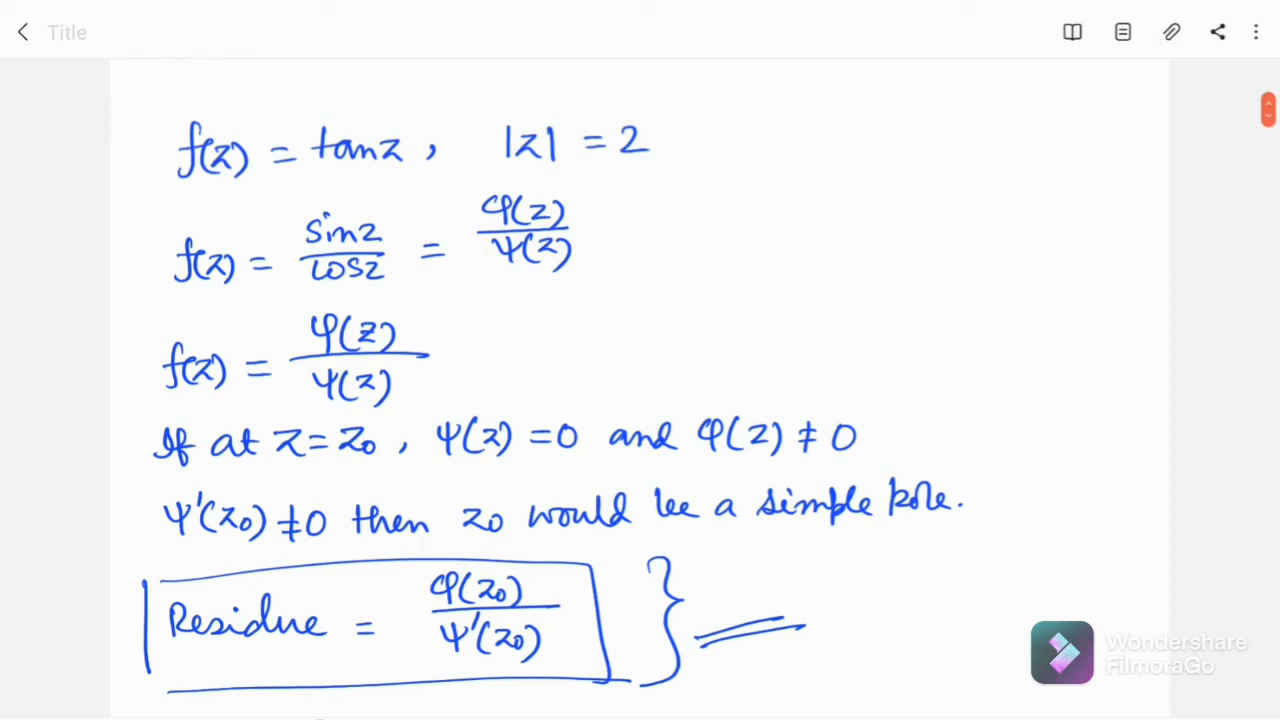 Title
f(z) = tanz , |z| = 2
f(z) = sinz/cosz = φ(z)/ψ(z)
f(z) = φ(z)/ψ(z)
If at z=z₀ , ψ(z) =0 and φ(z) ≠ 0
ψ'(z₀) ≠0 then z₀ would be a simple pole.
Residue = φ(z₀)/ψ'(z₀)
Wondershare
FilmoraGo